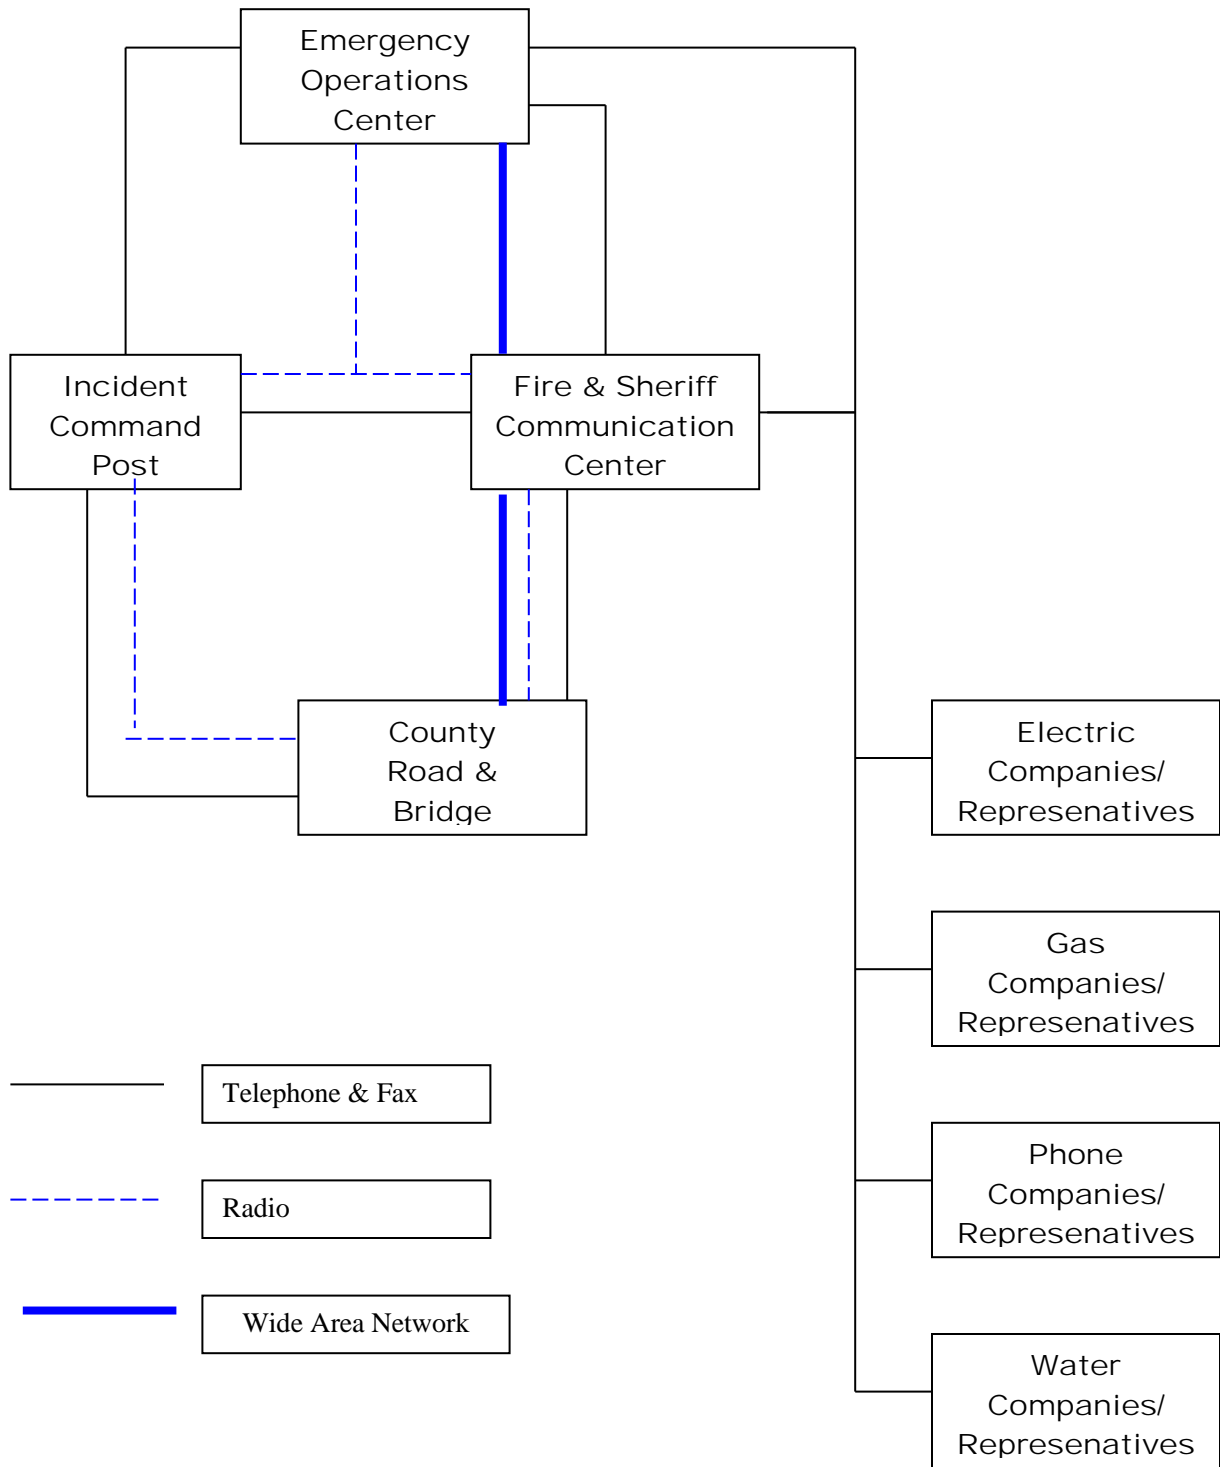 Emergency
Operations
Center
Incident
Command
Post
Fire & Sheriff
Communication
Center
County
Road &
Bridge
Electric
Companies/
Represenatives
Gas
Companies/
Represenatives
Phone
Companies/
Represenatives
Water
Companies/
Represenatives
Telephone & Fax
Radio
Wide Area Network